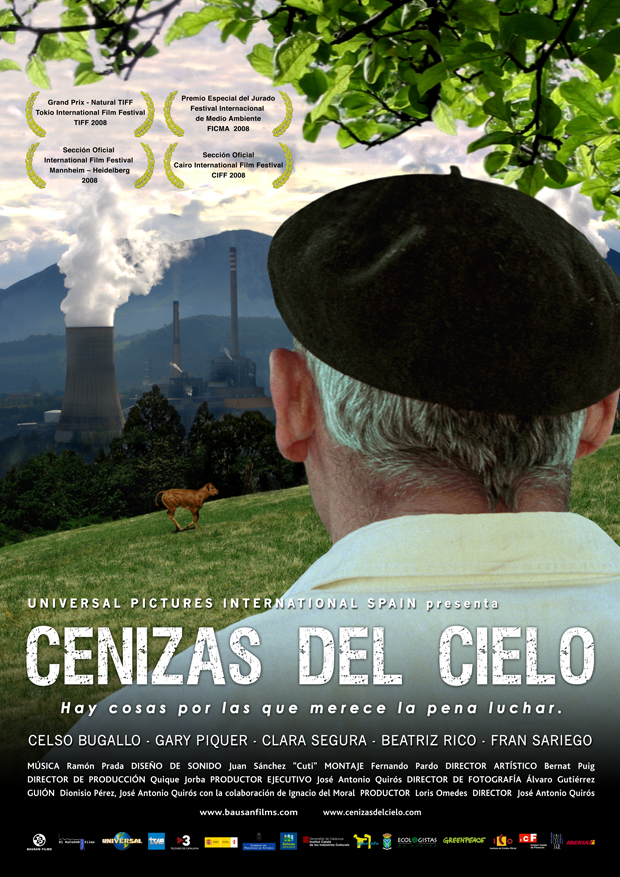 Grand Prix - Natural TIFF
Tokio International Film Festival
TIFF 2008
Premio Especial del Jurado
Festival Internacional
de Medio Ambiente
FICMA 2008
Sección Oficial
International Film Festival
Mannheim – Heidelberg
2008
Sección Oficial
Cairo International Film Festival
CIFF 2008
UNIVERSAL PICTURES INTERNATIONAL SPAIN presenta
CENIZAS DEL CIELO
Hay cosas por las que merece la pena luchar.
CELSO BUGALLO - GARY PIQUER - CLARA SEGURA - BEATRIZ RICO - FRAN SARIEGO
MÚSICA Ramón Prada DISEÑO DE SONIDO Juan Sánchez "Cuti" MONTAJE Fernando Pardo DIRECTOR ARTÍSTICO Bernat Puig
DIRECTOR DE PRODUCCIÓN Quique Jorba PRODUCTOR EJECUTIVO José Antonio Quirós DIRECTOR DE FOTOGRAFÍA Álvaro Gutiérrez
GUIÓN Dionisio Pérez, José Antonio Quirós con la colaboración de Ignacio del Moral PRODUCTOR Loris Omedes DIRECTOR José Antonio Quirós
www.bausanfilms.com www.cenizasdelcielo.com
BAUSAN FILMS UNIVERSAL 3 ECOLOGISTAS GREENPEACE IBERIA